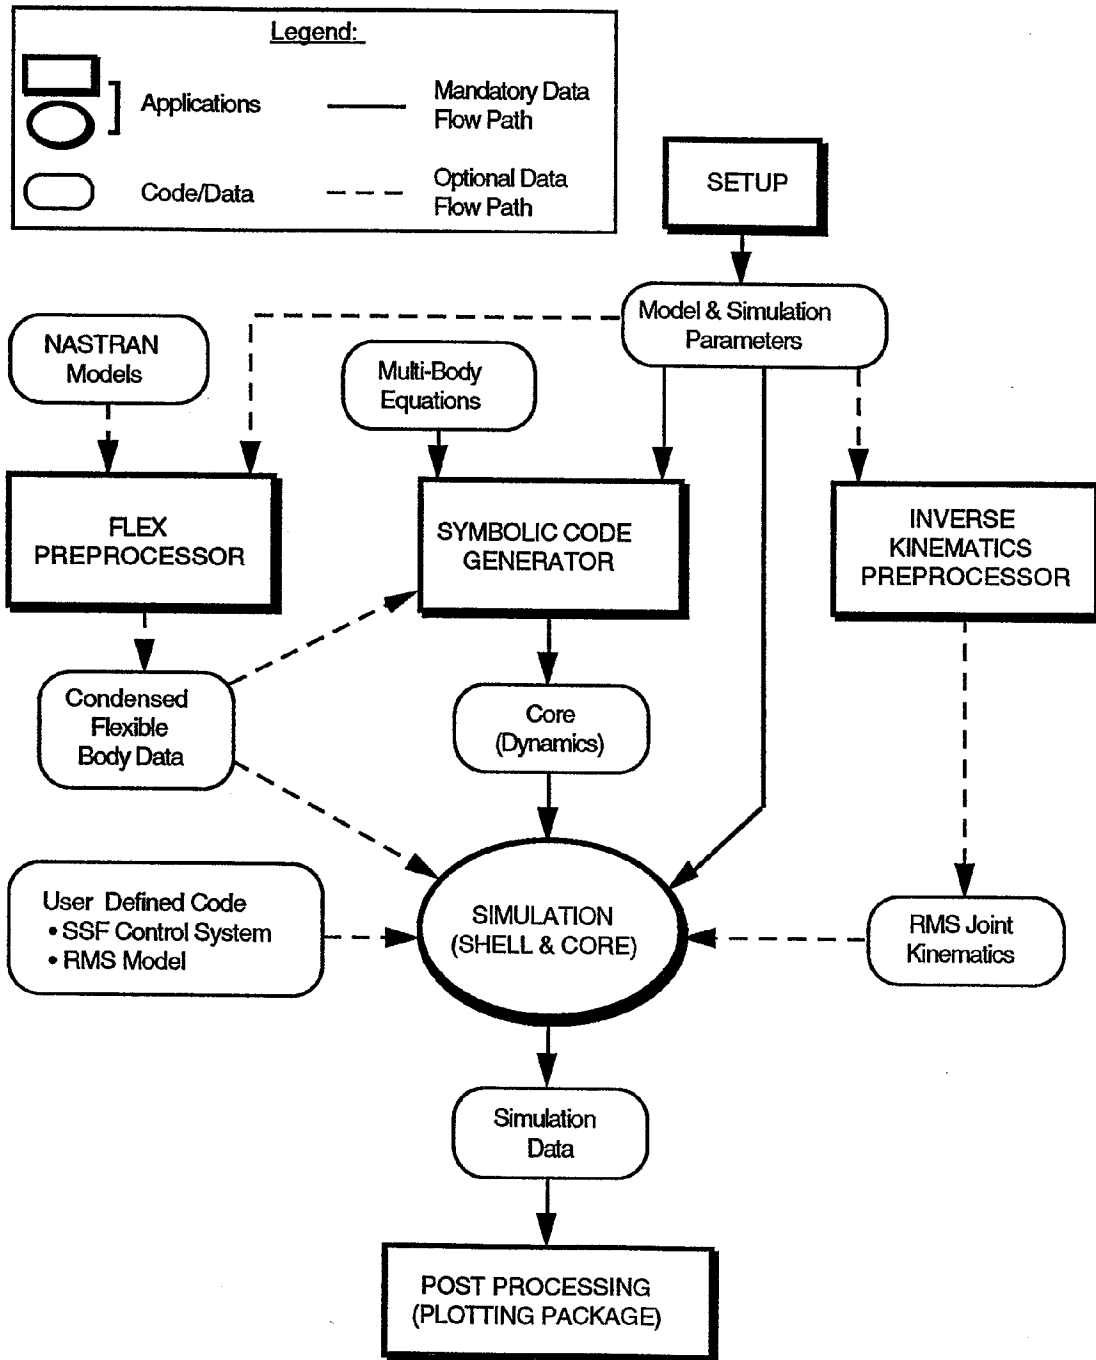 Legend:
Applications
Mandatory Data
Flow Path
Code/Data
Optional Data
Flow Path
SETUP
Model & Simulation
Parameters
NASTRAN
Models
Multi-Body
Equations
FLEX
PREPROCESSOR
SYMBOLIC CODE
GENERATOR
INVERSE
KINEMATICS
PREPROCESSOR
Condensed
Flexible
Body Data
Core
(Dynamics)
User Defined Code
• SSF Control System
• RMS Model
SIMULATION
(SHELL & CORE)
RMS Joint
Kinematics
Simulation
Data
POST PROCESSING
(PLOTTING PACKAGE)